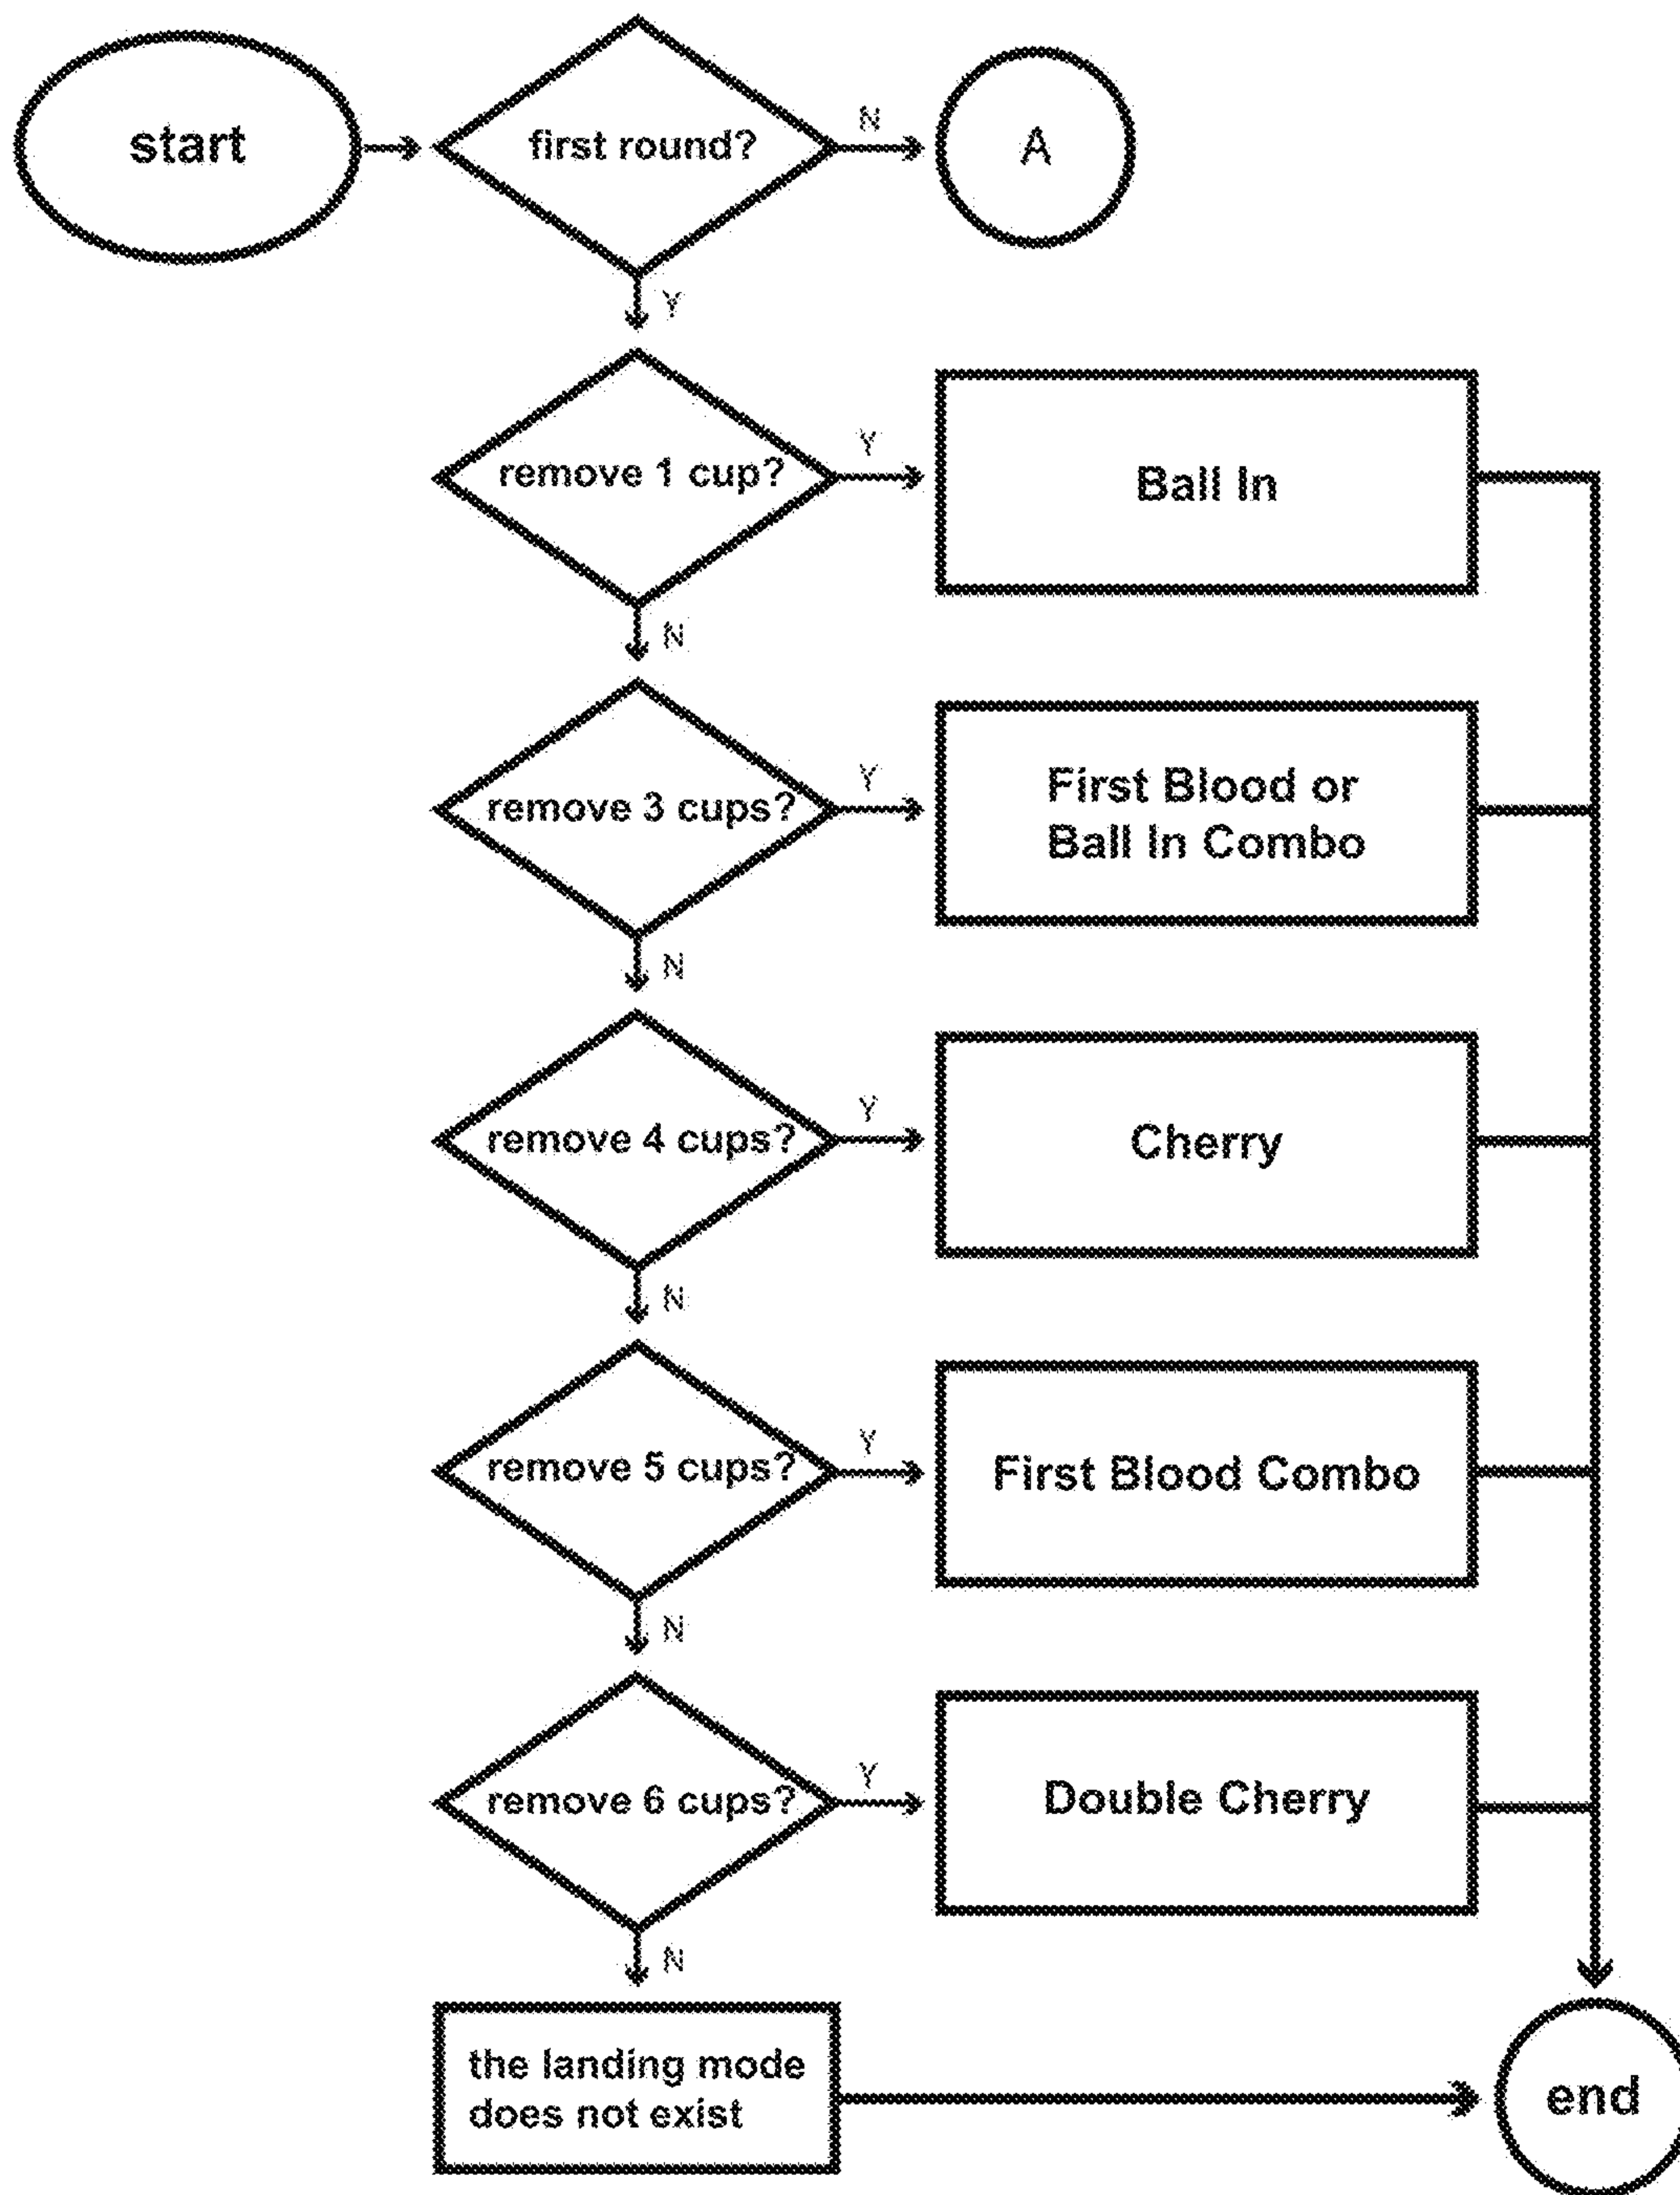 start
first round?
N
A
Y
remove 1 cup?
Y
Ball In
N
remove 3 cups?
Y
First Blood or
Ball In Combo
N
remove 4 cups?
Y
Cherry
N
remove 5 cups?
Y
First Blood Combo
N
remove 6 cups?
Y
Double Cherry
N
the landing mode
does not exist
end